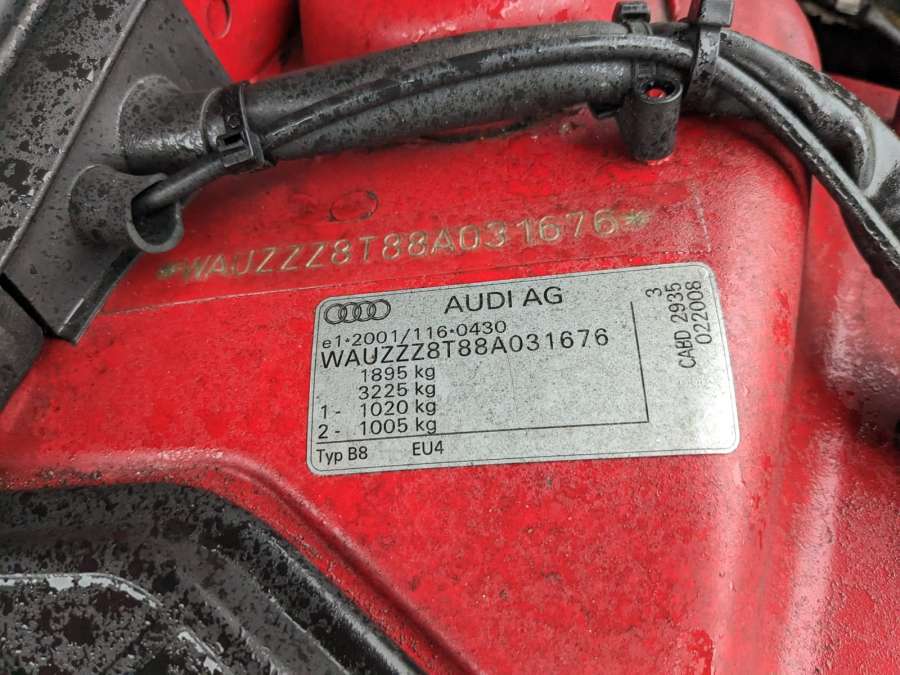 *WAUZZZ8T88A031676*
AUDI AG
e1*2001/116*0430
WAUZZZ8T88A031676
1895 kg
3225 kg
1 - 1020 kg
2 - 1005 kg
Typ B8 EU4
3
CABD 2935
022008